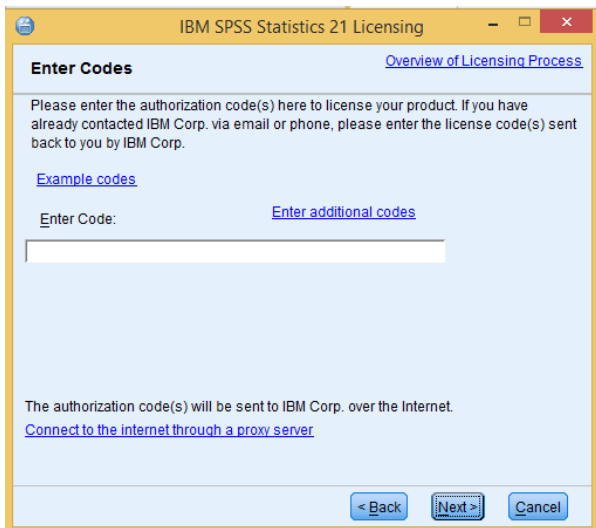 IBM SPSS Statistics 21 Licensing
Enter Codes
Overview of Licensing Process
Please enter the authorization code(s) here to license your product. If you have
already contacted IBM Corp. via email or phone, please enter the license code(s) sent
back to you by IBM Corp.
Example codes
Enter Code:
Enter additional codes
The authorization code(s) will be sent to IBM Corp. over the Internet.
Connect to the internet through a proxy server
< Back
Next >
Cancel